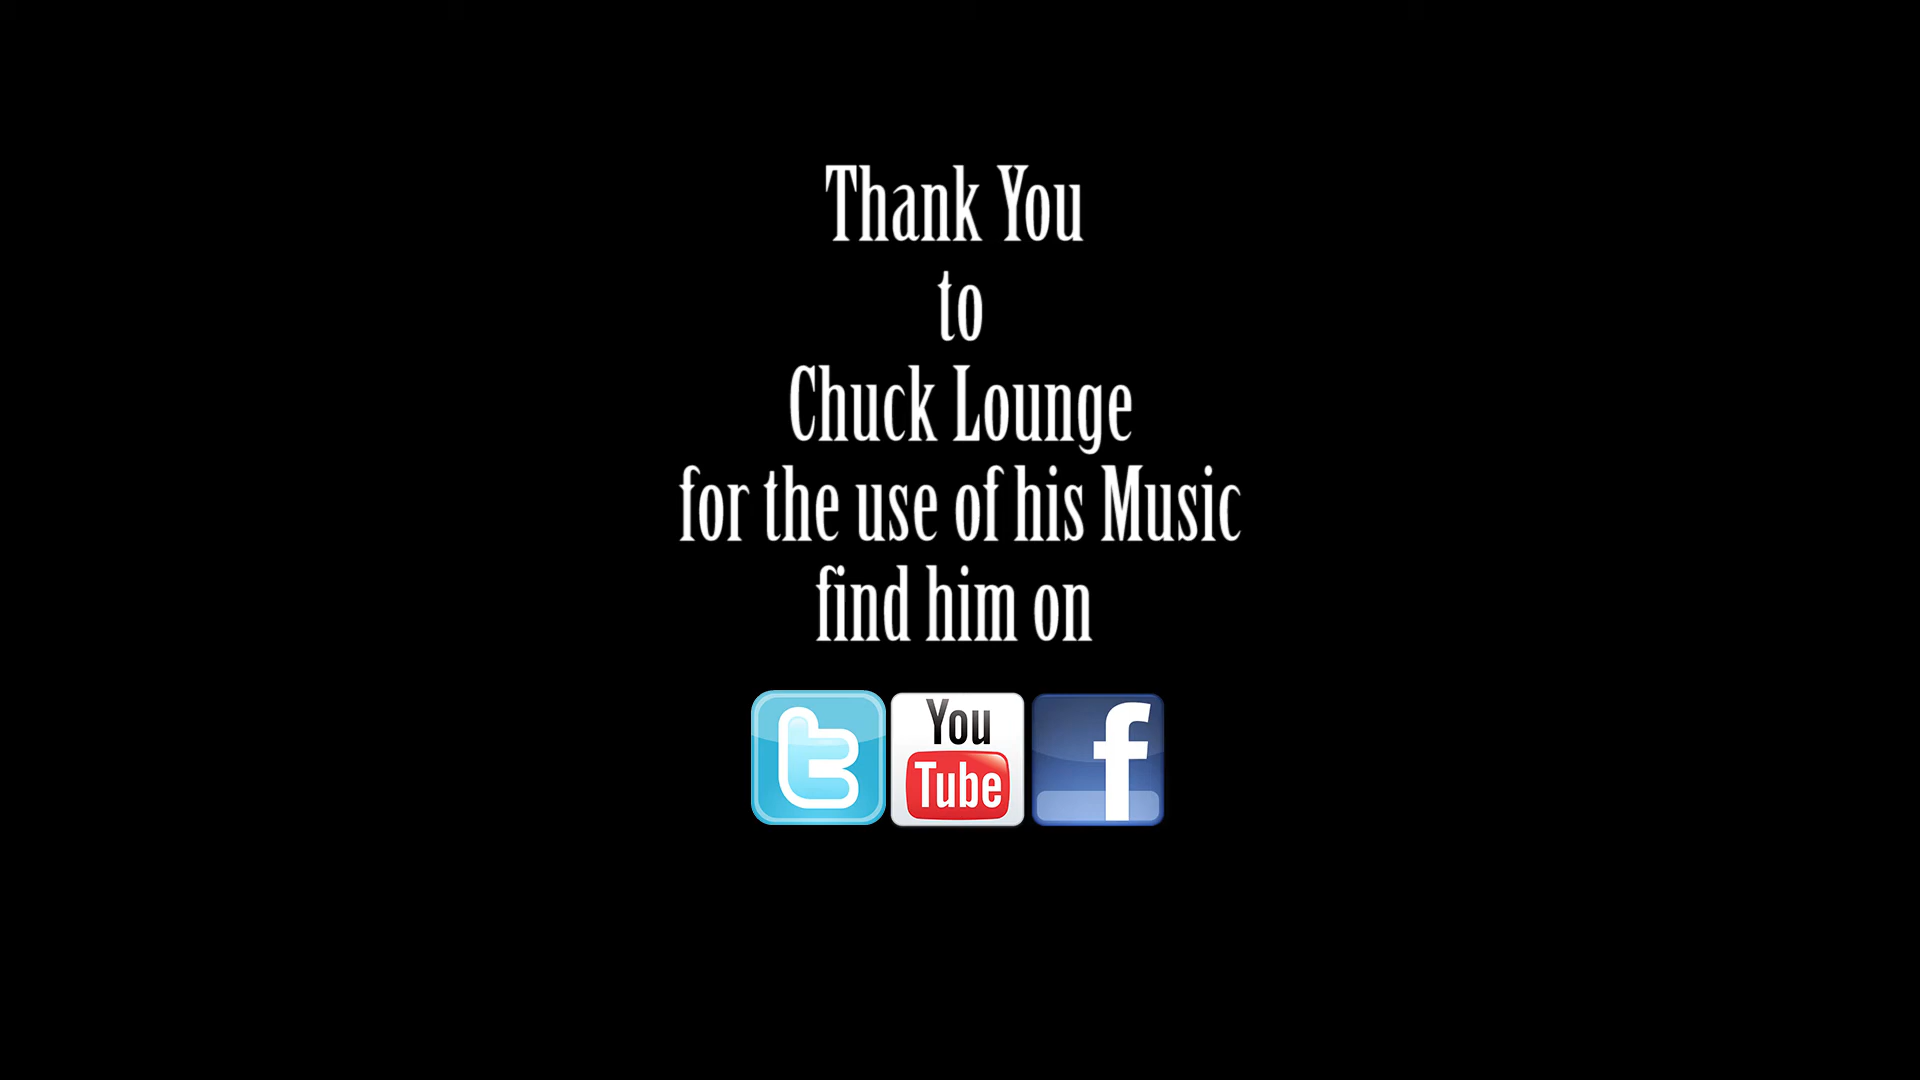 Thank You
to
Chuck Lounge
for the use of his Music
find him on
t You Tube f